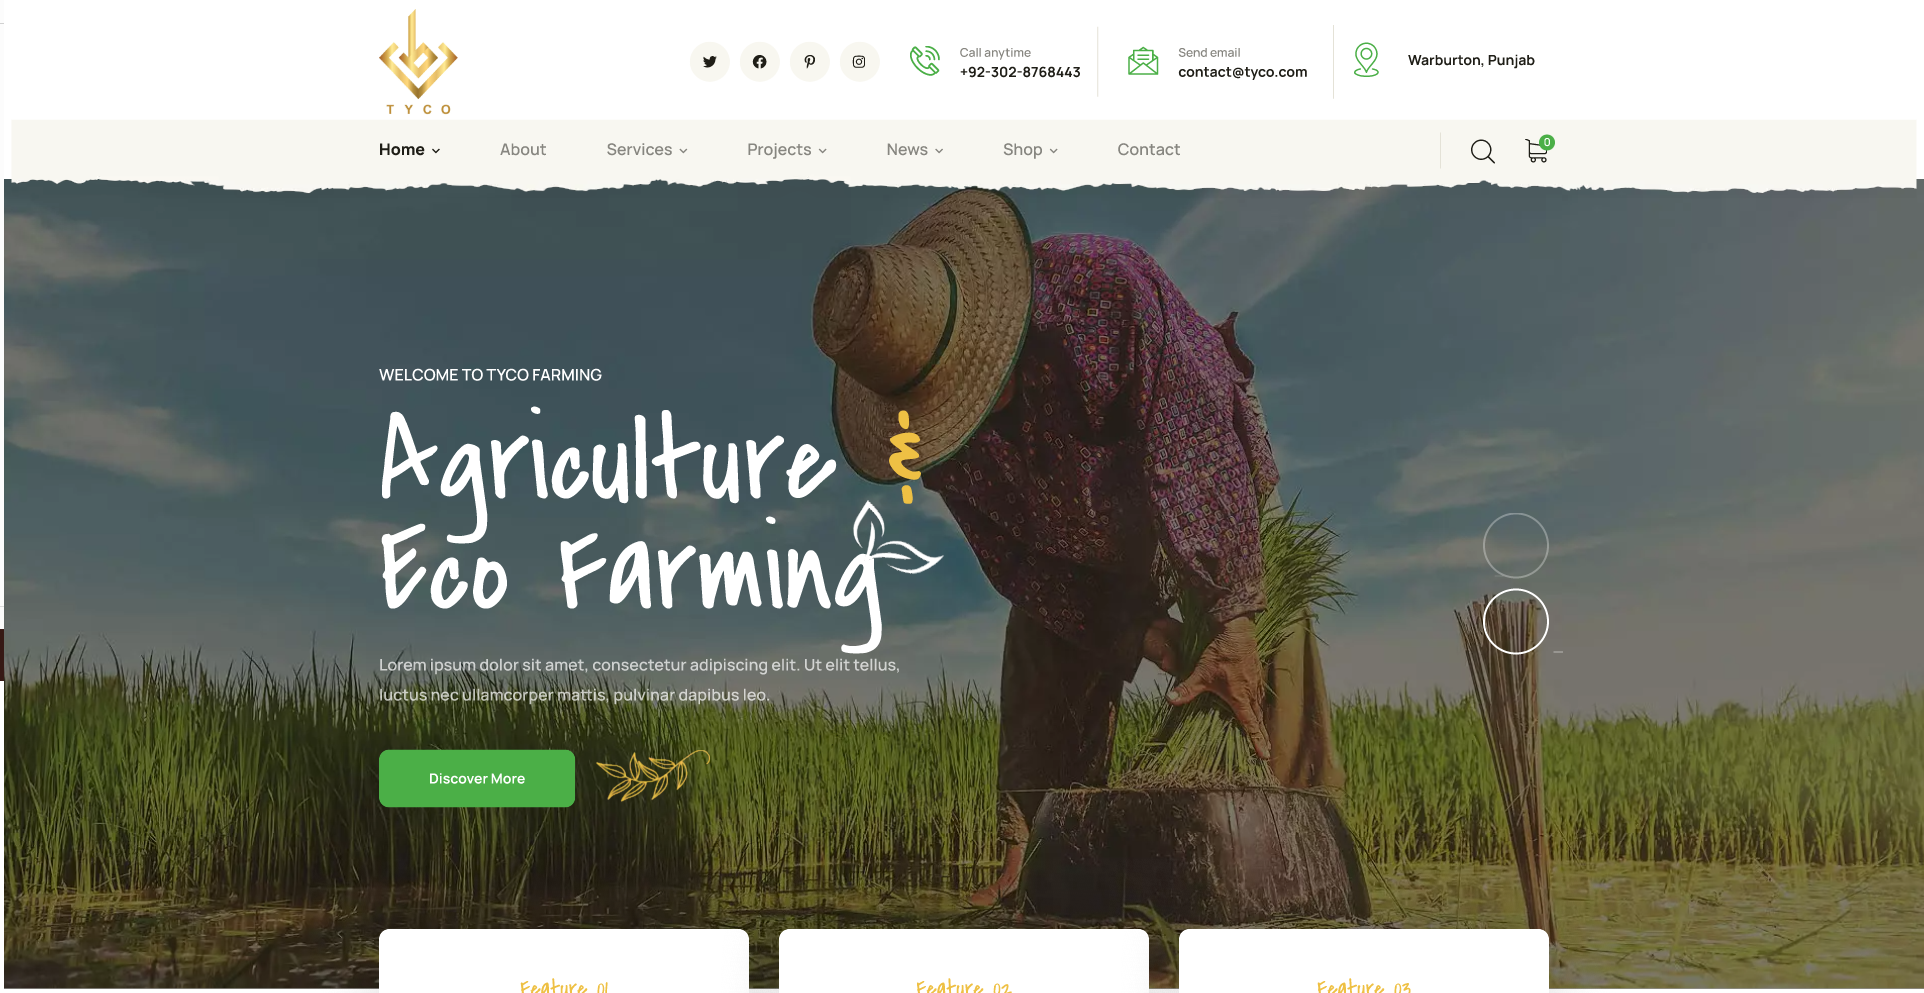 TYCO
Call anytime
+92-302-8768443
Send email
contact@tyco.com
Warburton, Punjab
Home
About
Services
Projects
News
Shop
Contact
0
WELCOME TO TYCO FARMING
Agriculture &
Eco Farming
Lorem ipsum dolor sit amet, consectetur adipiscing elit. Ut elit tellus,
luctus nec ullamcorper mattis, pulvinar dapibus leo.
Discover More
Feature 01
Feature 02
Feature 03